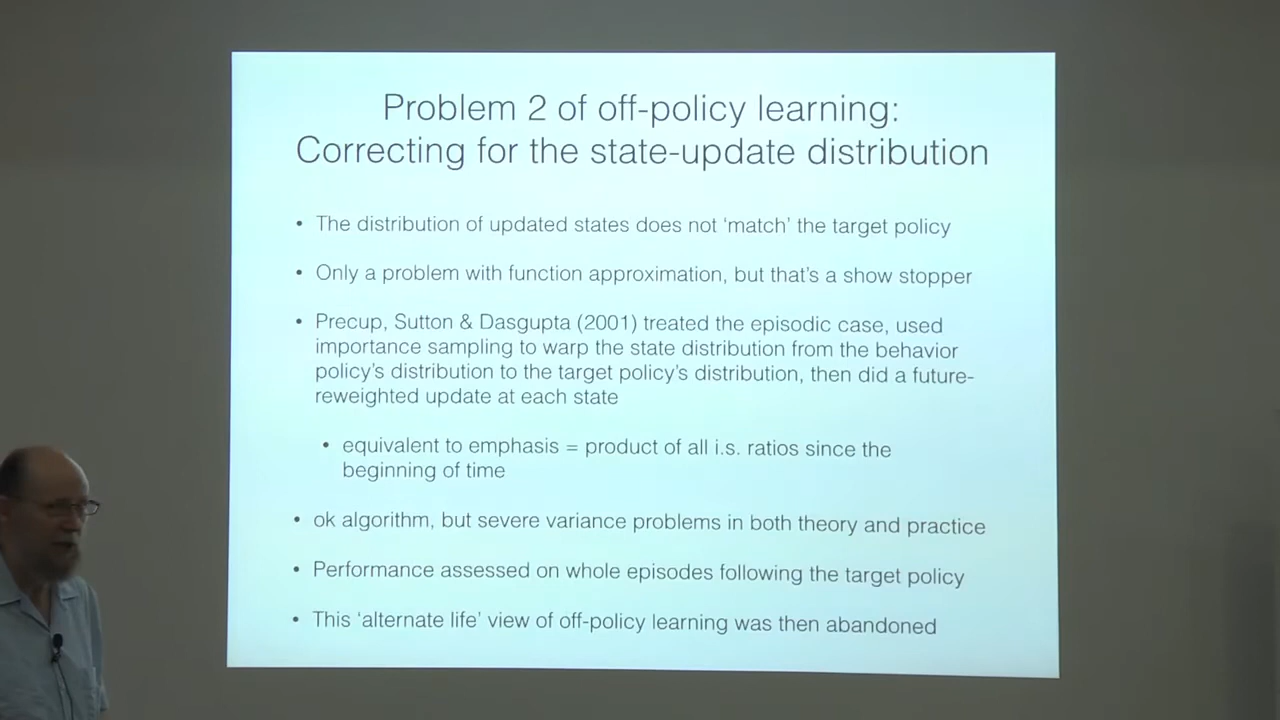 Problem 2 of off-policy learning:
Correcting for the state-update distribution
• The distribution of updated states does not ‘match’ the target policy
• Only a problem with function approximation, but that’s a show stopper
• Precup, Sutton & Dasgupta (2001) treated the episodic case, used
importance sampling to warp the state distribution from the behavior
policy’s distribution to the target policy’s distribution, then did a future-
reweighted update at each state
• equivalent to emphasis = product of all i.s. ratios since the
beginning of time
• ok algorithm, but severe variance problems in both theory and practice
• Performance assessed on whole episodes following the target policy
• This ‘alternate life’ view of off-policy learning was then abandoned